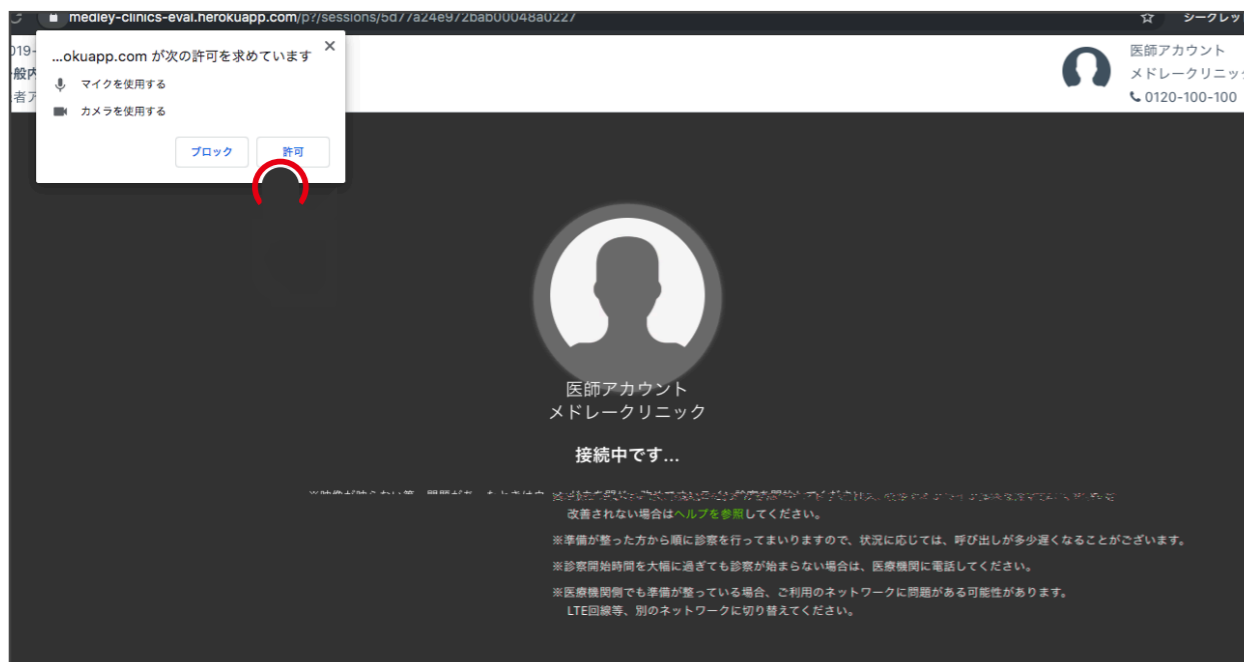 medley-clinics-eval.herokuapp.com/p?/sessions/5d77a24e972bab00048a0227
シークレッ
019-
般内
者ア
...okuapp.com が次の許可を求めています
マイクを使用する
カメラを使用する
ブロック
許可
医師アカウント
メドレークリニック
0120-100-100
医師アカウント
メドレークリニック
接続中です...
改善されない場合はヘルプを参照してください。
※準備が整った方から順に診察を行ってまいりますので、状況に応じては、呼び出しが多少遅くなることがございます。
※診察開始時間を大幅に過ぎても診察が始まらない場合は、医療機関に電話してください。
※医療機関側でも準備が整っている場合、ご利用のネットワークに問題がある可能性があります。
LTE回線等、別のネットワークに切り替えてください。